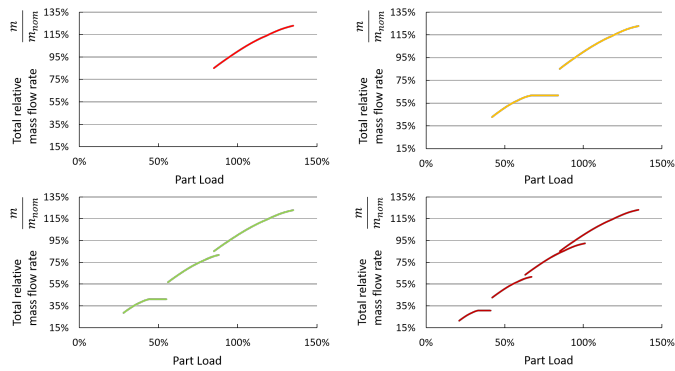 m
m_nom
Total relative
mass flow rate
135%
115%
95%
75%
55%
35%
15%
0% 50% 100% 150%
Part Load
m
m_nom
Total relative
mass flow rate
135%
115%
95%
75%
55%
35%
15%
0% 50% 100% 150%
Part Load
m
m_nom
Total relative
mass flow rate
135%
115%
95%
75%
55%
35%
15%
0% 50% 100% 150%
Part Load
m
m_nom
Total relative
mass flow rate
135%
115%
95%
75%
55%
35%
15%
0% 50% 100% 150%
Part Load